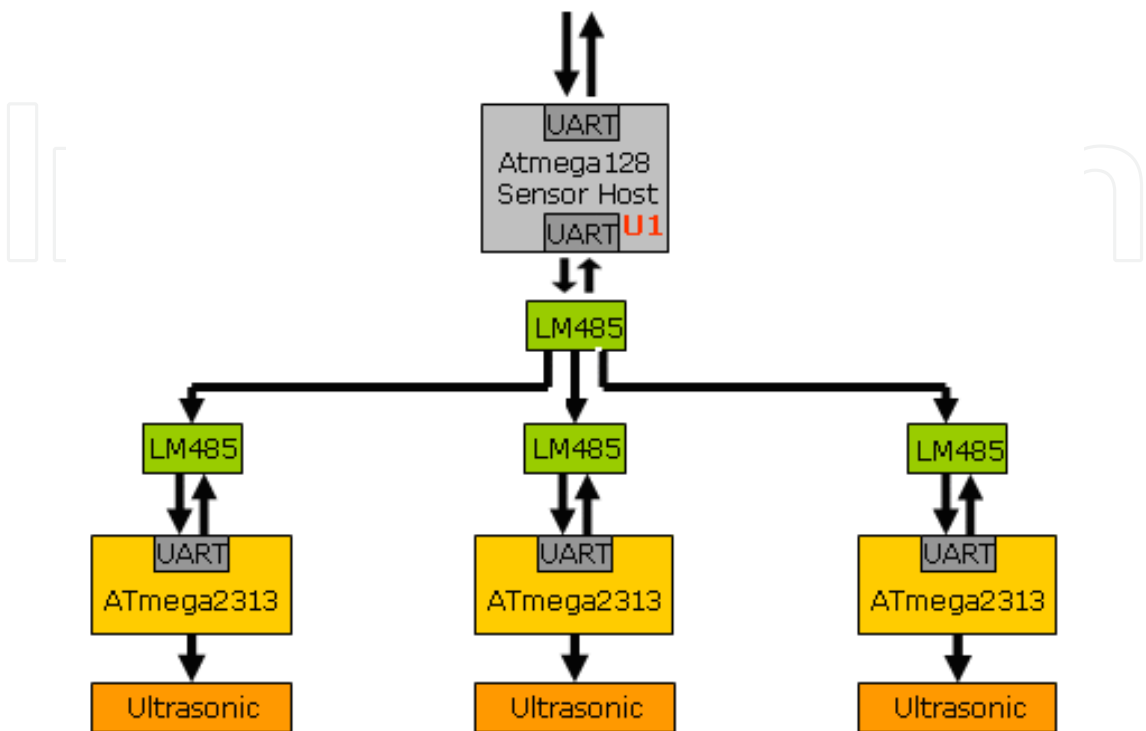 UART
Atmega128
Sensor Host
UART U1
LM485
LM485 LM485 LM485
UART UART UART
ATmega2313 ATmega2313 ATmega2313
Ultrasonic Ultrasonic Ultrasonic